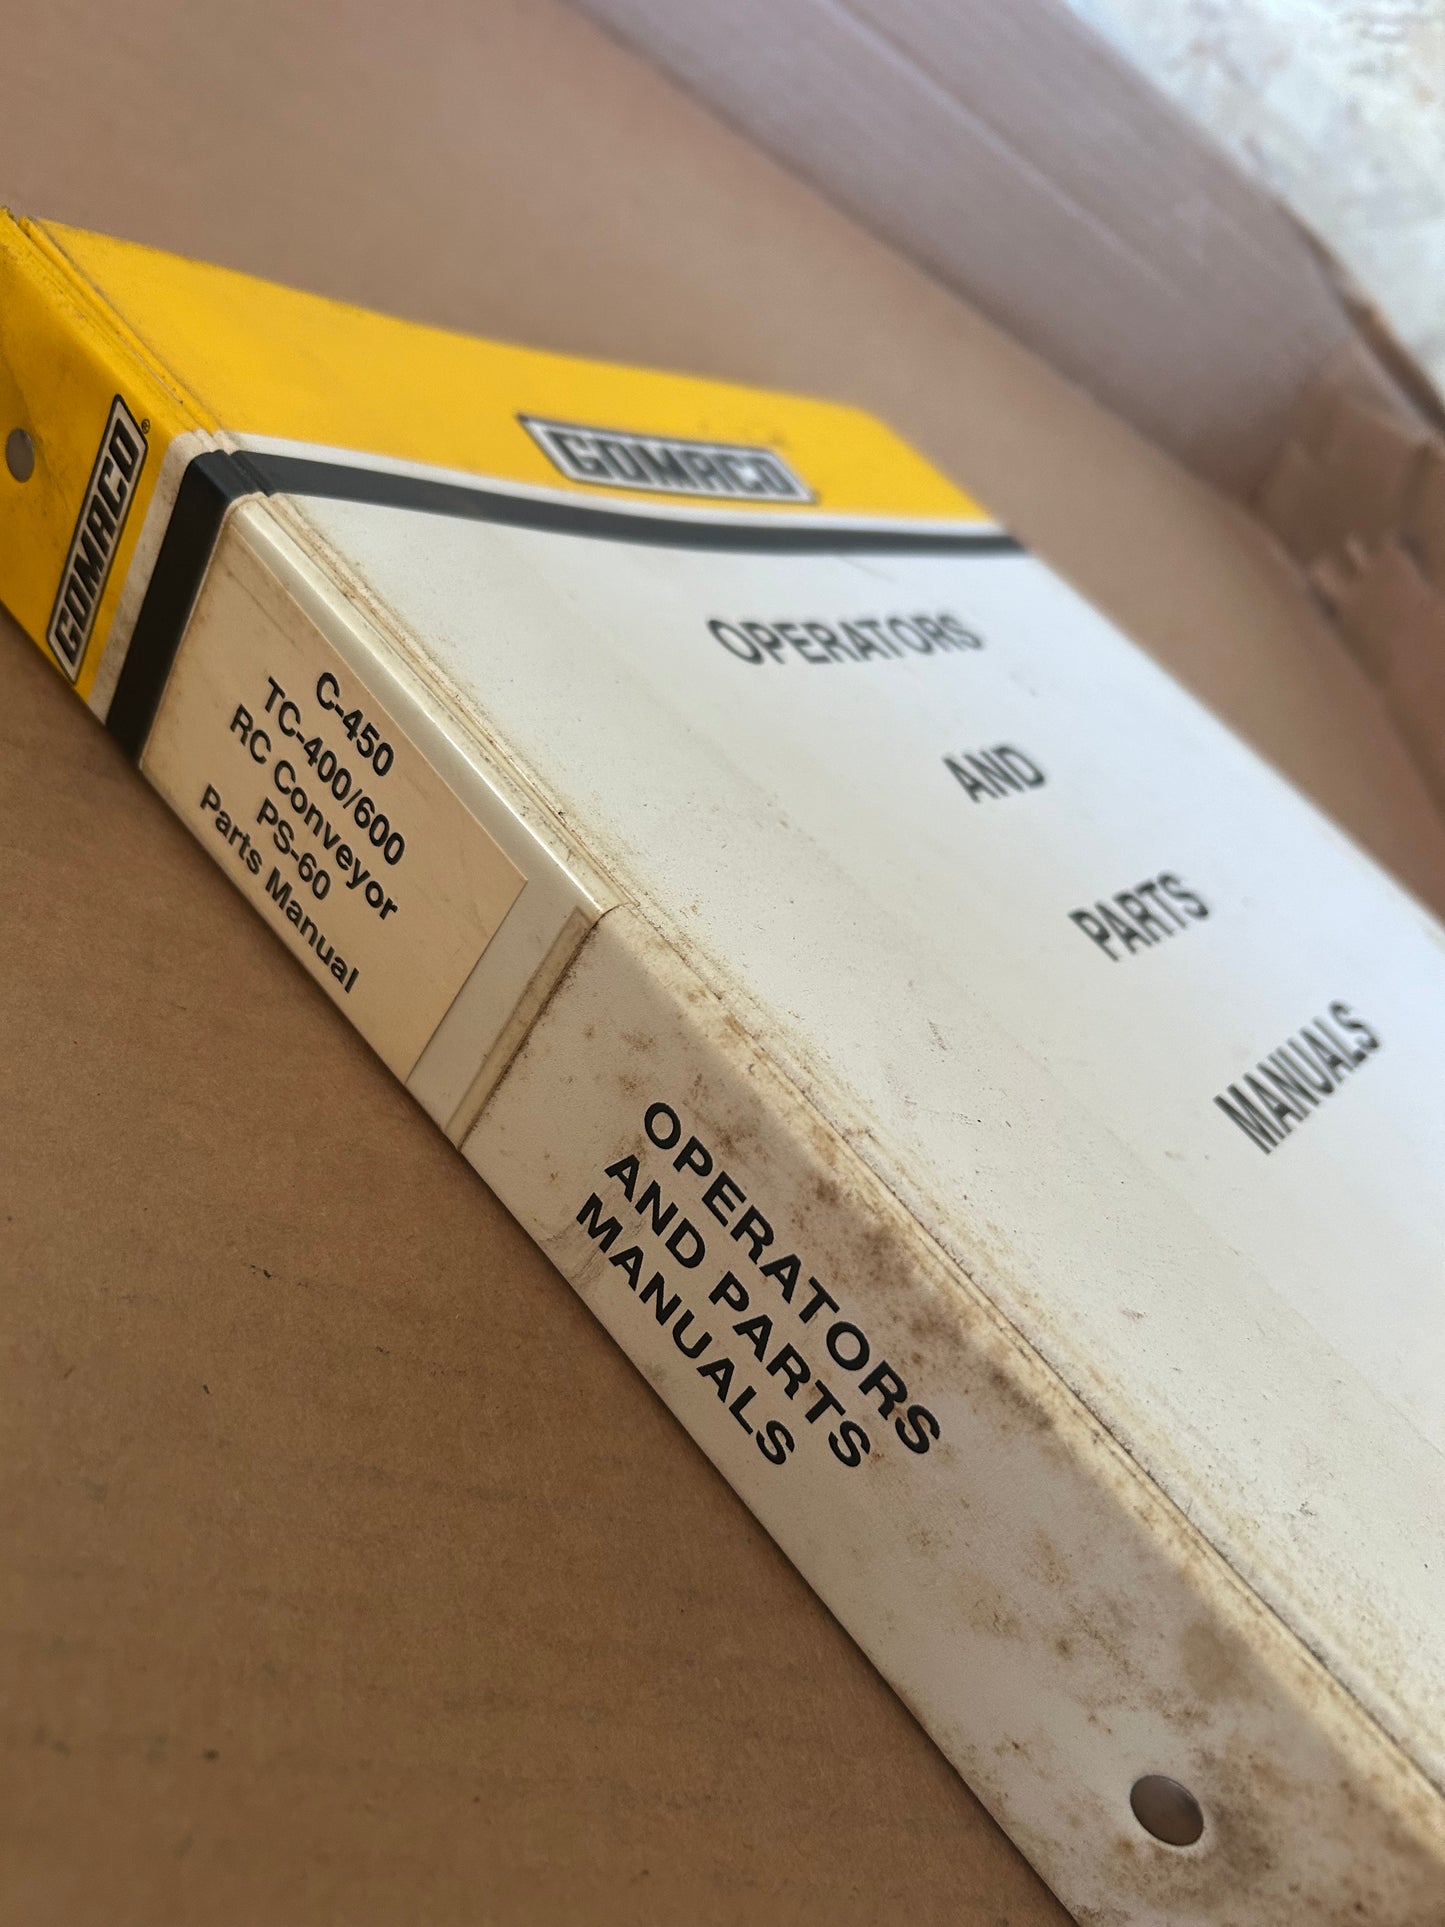 GOMACO®
C-450
TC-400/600
RC Conveyor
PS-60
Parts Manual
OPERATORS
AND PARTS
MANUALS
GOMACO
OPERATORS
AND
PARTS
MANUALS